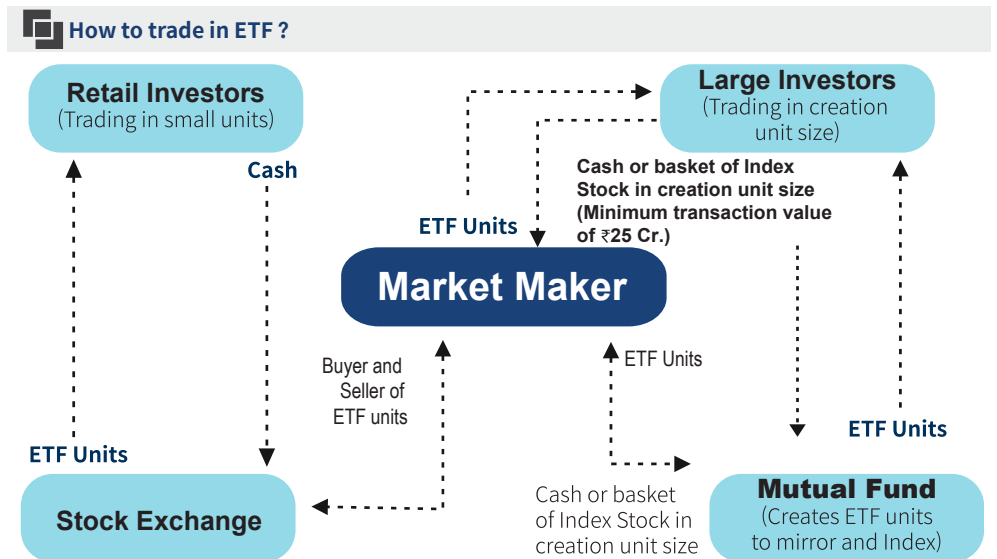 How to trade in ETF ?
Retail Investors
(Trading in small units)
Large Investors
(Trading in creation
unit size)
Cash
Cash or basket of Index
Stock in creation unit size
(Minimum transaction value
of ₹25 Cr.)
ETF Units
Market Maker
Buyer and
Seller of
ETF units
ETF Units
ETF Units
ETF Units
Stock Exchange
Cash or basket
of Index Stock in
creation unit size
Mutual Fund
(Creates ETF units
to mirror and Index)